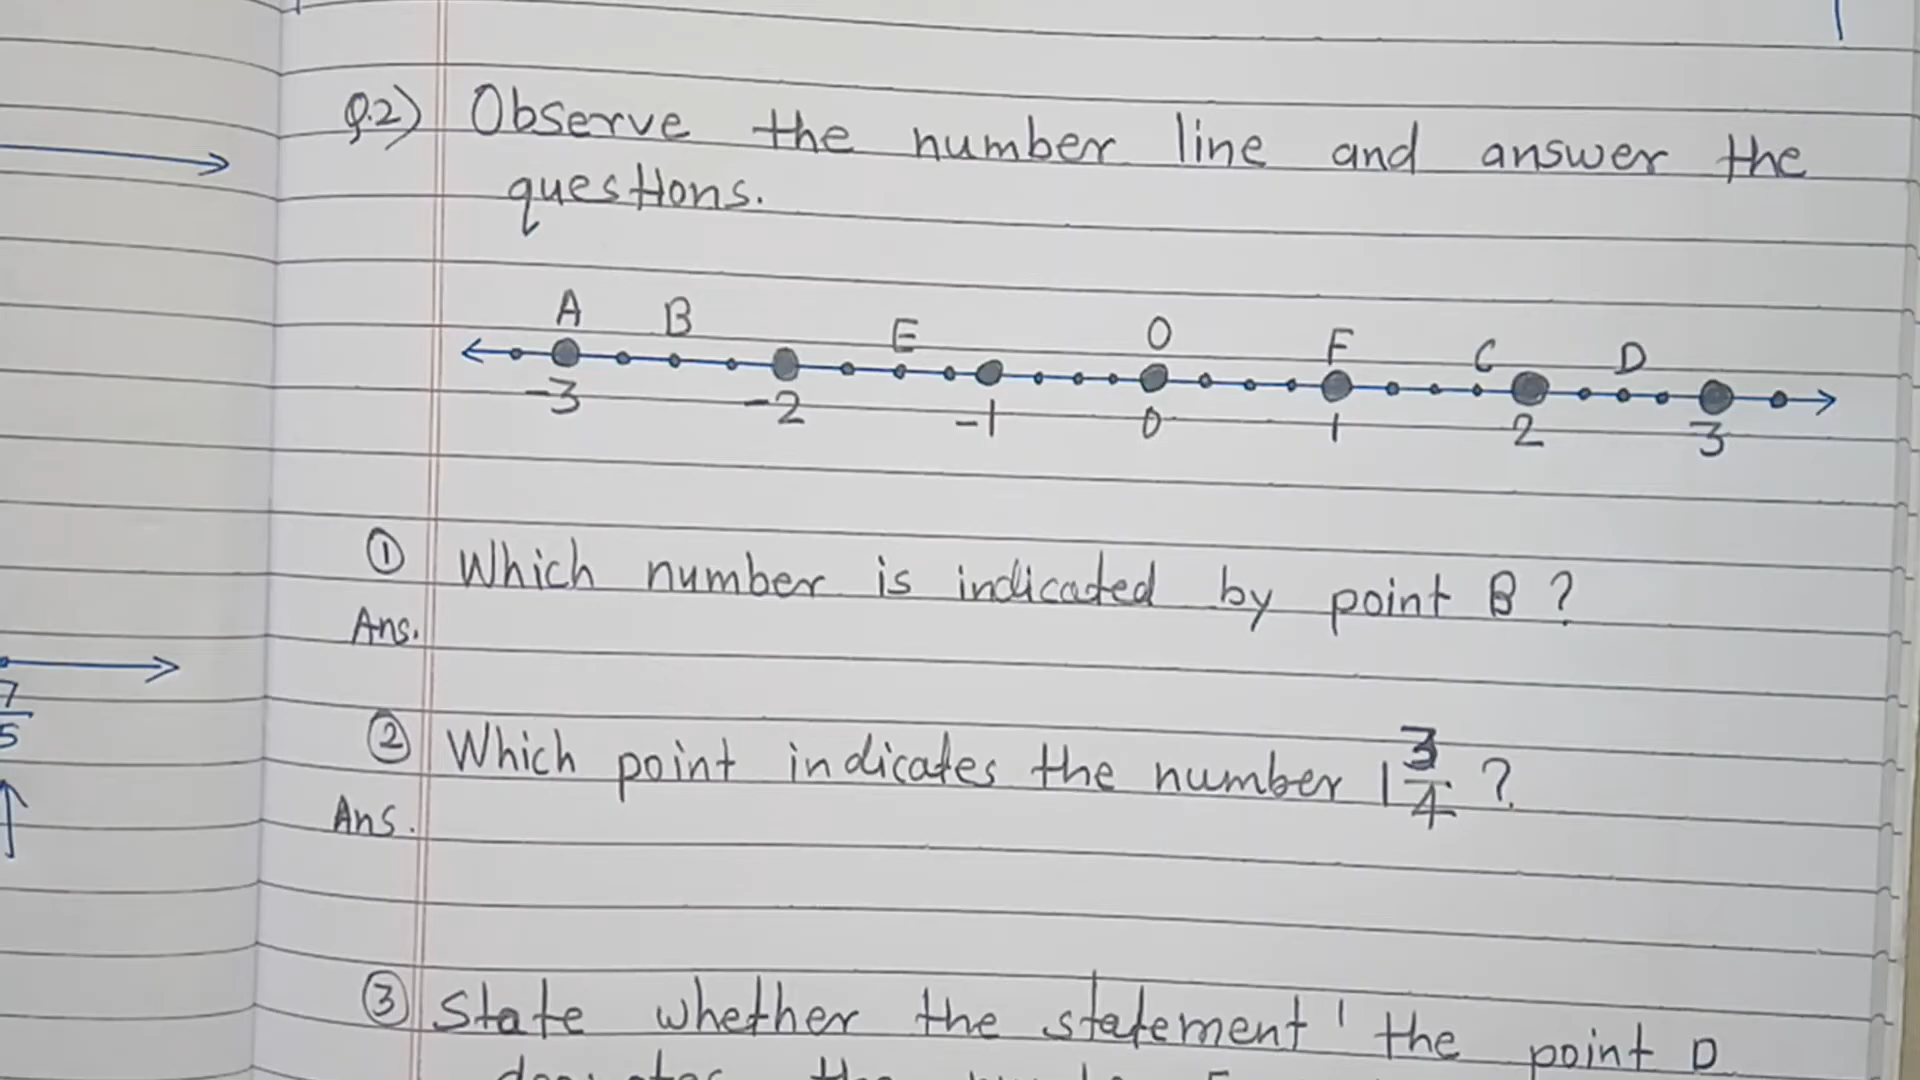 Q.2) Observe the number line and answer the
questions.
A B E O F C D
-3 -2 -1 0 1 2 3
① Which number is indicated by point B ?
Ans.
7/5
② Which point indicates the number 1 3/4 ?
Ans.
③ State whether the statement ' the point D